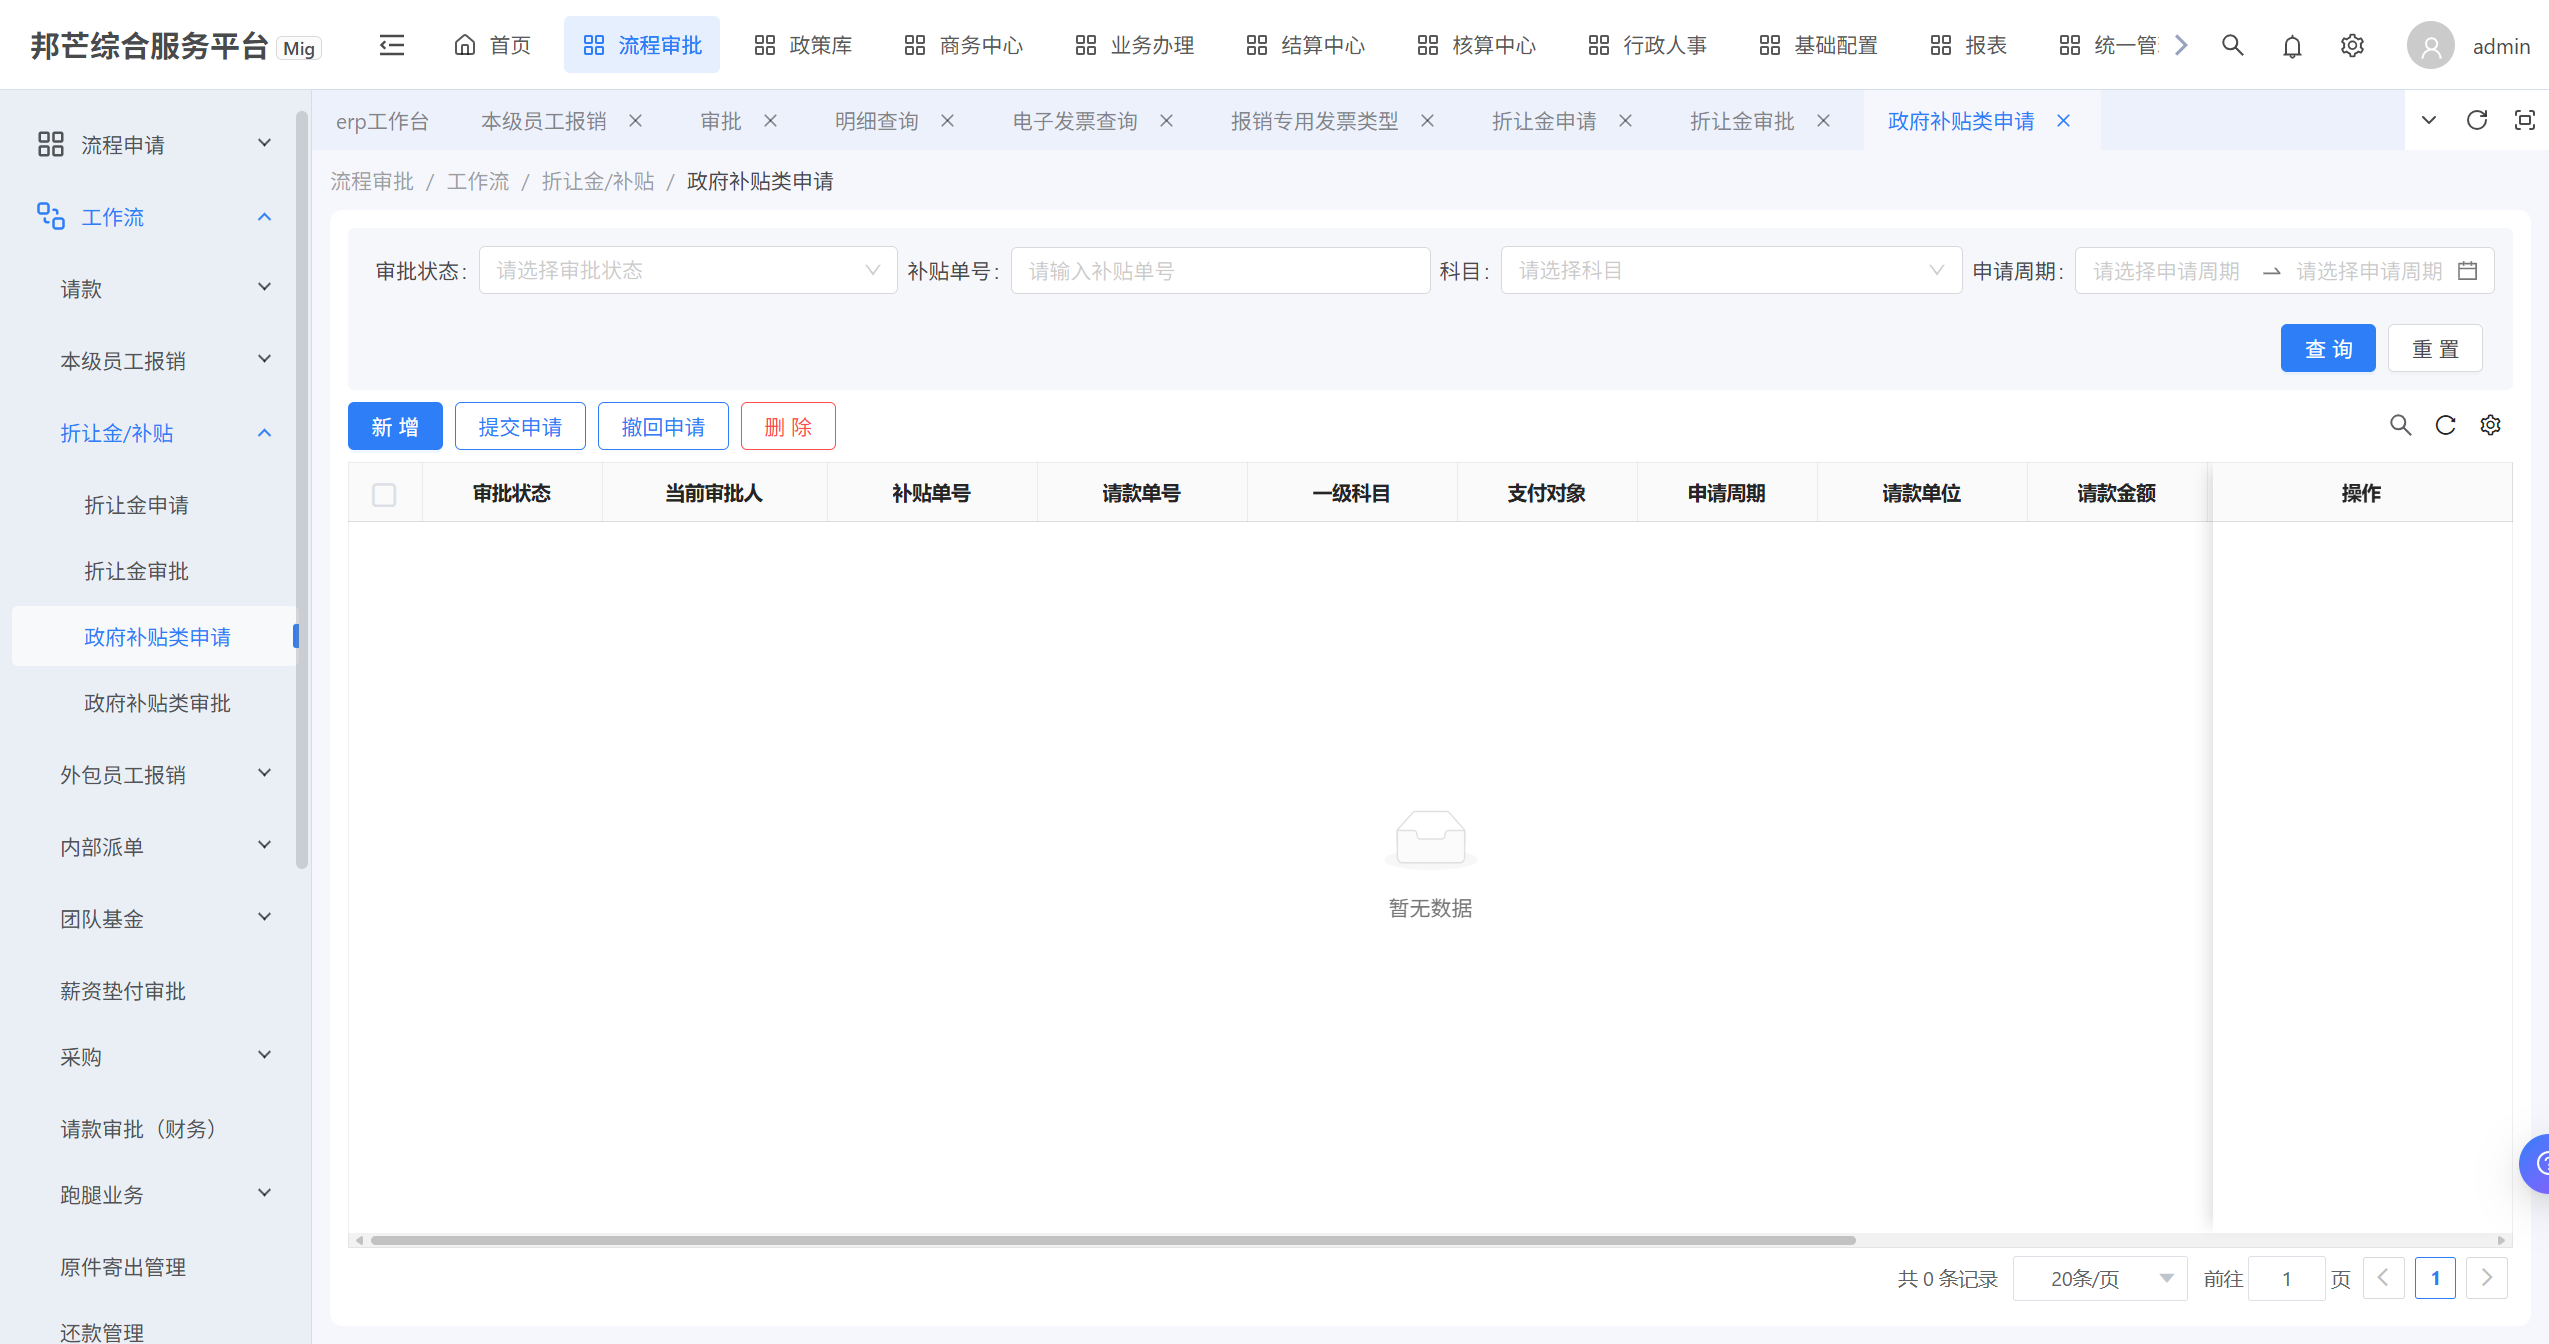 邦芒综合服务平台 Mig
首页 流程审批 政策库 商务中心 业务办理 结算中心 核算中心 行政人事 基础配置 报表 统一管
admin
erp工作台 本级员工报销 审批 明细查询 电子发票查询 报销专用发票类型 折让金申请 折让金审批 政府补贴类申请
流程审批 / 工作流 / 折让金/补贴 / 政府补贴类申请
流程申请
工作流
请款
本级员工报销
折让金/补贴
折让金申请
折让金审批
政府补贴类申请
政府补贴类审批
外包员工报销
内部派单
团队基金
薪资垫付审批
采购
请款审批（财务）
跑腿业务
原件寄出管理
还款管理
审批状态: 请选择审批状态 补贴单号: 请输入补贴单号 科目: 请选择科目 申请周期: 请选择申请周期 请选择申请周期
查询 重置
新增 提交申请 撤回申请 删除
审批状态 当前审批人 补贴单号 请款单号 一级科目 支付对象 申请周期 请款单位 请款金额 操作
暂无数据
共 0 条记录 20条/页 前往 1 页 1